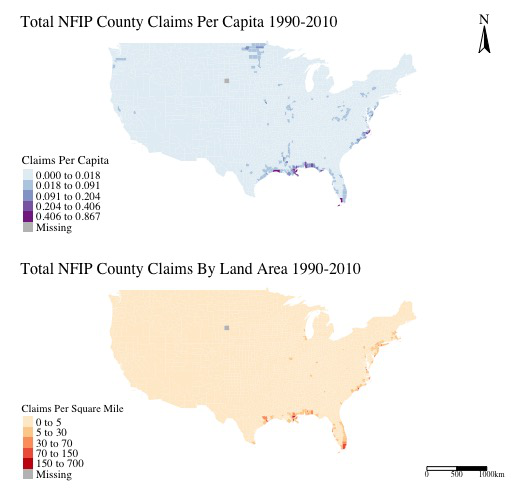 Total NFIP County Claims Per Capita 1990-2010
N
Claims Per Capita
0.000 to 0.018
0.018 to 0.091
0.091 to 0.204
0.204 to 0.406
0.406 to 0.867
Missing
Total NFIP County Claims By Land Area 1990-2010
Claims Per Square Mile
0 to 5
5 to 30
30 to 70
70 to 150
150 to 700
Missing
0 500 1000km